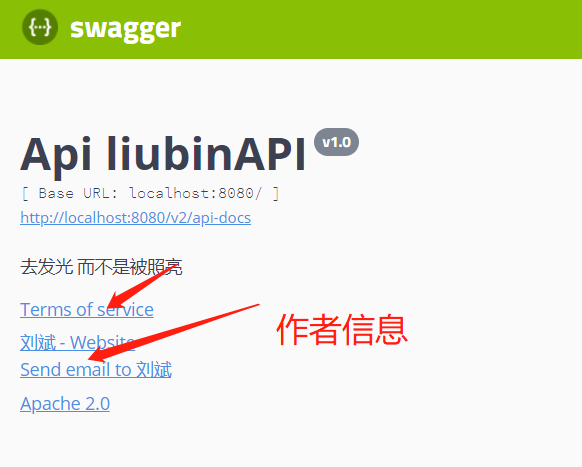 {···} swagger
Api liubinAPI v1.0
[ Base URL: localhost:8080/ ]
http://localhost:8080/v2/api-docs
去发光 而不是被照亮
Terms of service
作者信息
刘斌 - Website
Send email to 刘斌
Apache 2.0